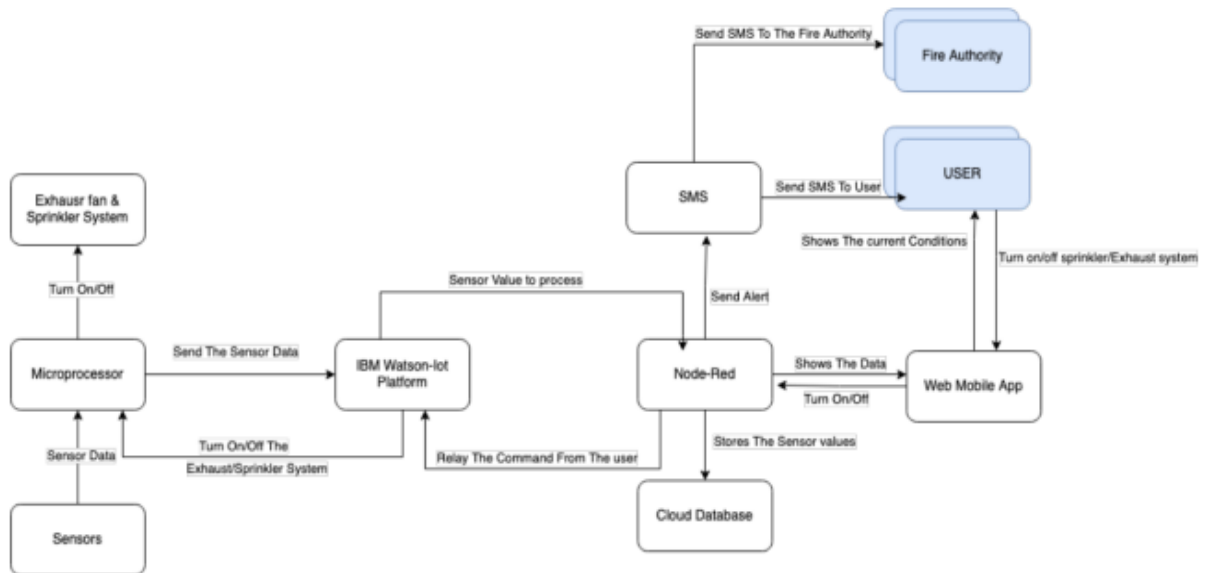 Send SMS To The Fire Authority
Fire Authority
USER
Exhausr fan &
Sprinkler System
SMS
Send SMS To User
Shows The current Conditions
Turn on/off sprinkler/Exhaust system
Sensor Value to process
Turn On/Off
Send Alert
Send The Sensor Data
Microprocessor
IBM Watson-Iot
Platform
Node-Red
Shows The Data
Web Mobile App
Turn On/Off
Turn On/Off The
Exhaust/Sprinkler System
Sensor Data
Relay The Command From The user
Stores The Sensor values
Cloud Database
Sensors